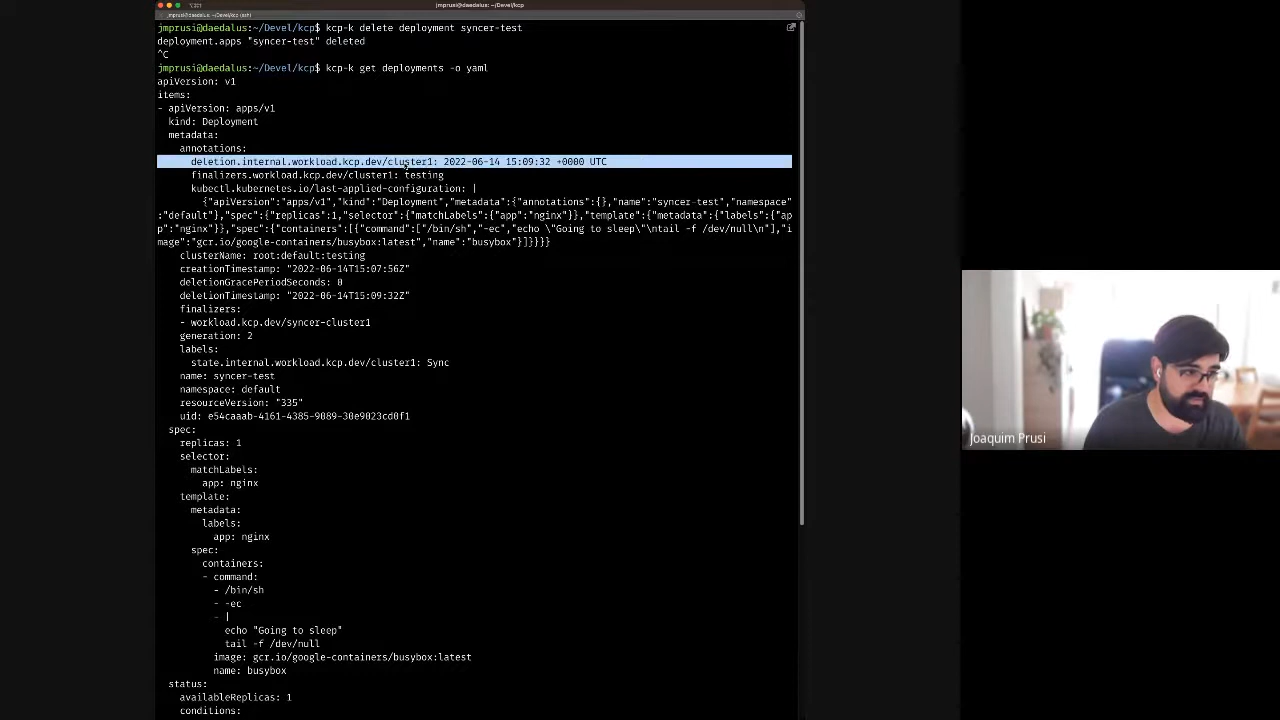 jmprusi@daedalus: ~/Devel/kcp
jmprusi@daedalus:~/Devel/kcp (ssh)
jmprusi@daedalus:~/Devel/kcp$ kcp-k delete deployment syncer-test
deployment.apps "syncer-test" deleted
^C
jmprusi@daedalus:~/Devel/kcp$ kcp-k get deployments -o yaml
apiVersion: v1
items:
- apiVersion: apps/v1
kind: Deployment
metadata:
annotations:
deletion.internal.workload.kcp.dev/cluster1: 2022-06-14 15:09:32 +0000 UTC
finalizers.workload.kcp.dev/cluster1: testing
kubectl.kubernetes.io/last-applied-configuration: |
{"apiVersion":"apps/v1","kind":"Deployment","metadata":{"annotations":{},"name":"syncer-test","namespace"
:"default"},"spec":{"replicas":1,"selector":{"matchLabels":{"app":"nginx"}},"template":{"metadata":{"labels":{"ap
p":"nginx"}},"spec":{"containers":[{"command":["/bin/sh","-ec","echo \"Going to sleep\"\ntail -f /dev/null\n"],"i
mage":"gcr.io/google-containers/busybox:latest","name":"busybox"}]}}}}
clusterName: root:default:testing
creationTimestamp: "2022-06-14T15:07:56Z"
deletionGracePeriodSeconds: 0
deletionTimestamp: "2022-06-14T15:09:32Z"
finalizers:
- workload.kcp.dev/syncer-cluster1
generation: 2
labels:
state.internal.workload.kcp.dev/cluster1: Sync
name: syncer-test
namespace: default
resourceVersion: "335"
uid: e54caaab-4161-4385-9089-30e9023cd0f1
spec:
replicas: 1
selector:
matchLabels:
app: nginx
template:
metadata:
labels:
app: nginx
spec:
containers:
- command:
- /bin/sh
- -ec
- |
echo "Going to sleep"
tail -f /dev/null
image: gcr.io/google-containers/busybox:latest
name: busybox
status:
availableReplicas: 1
conditions:
Joaquim Prusi